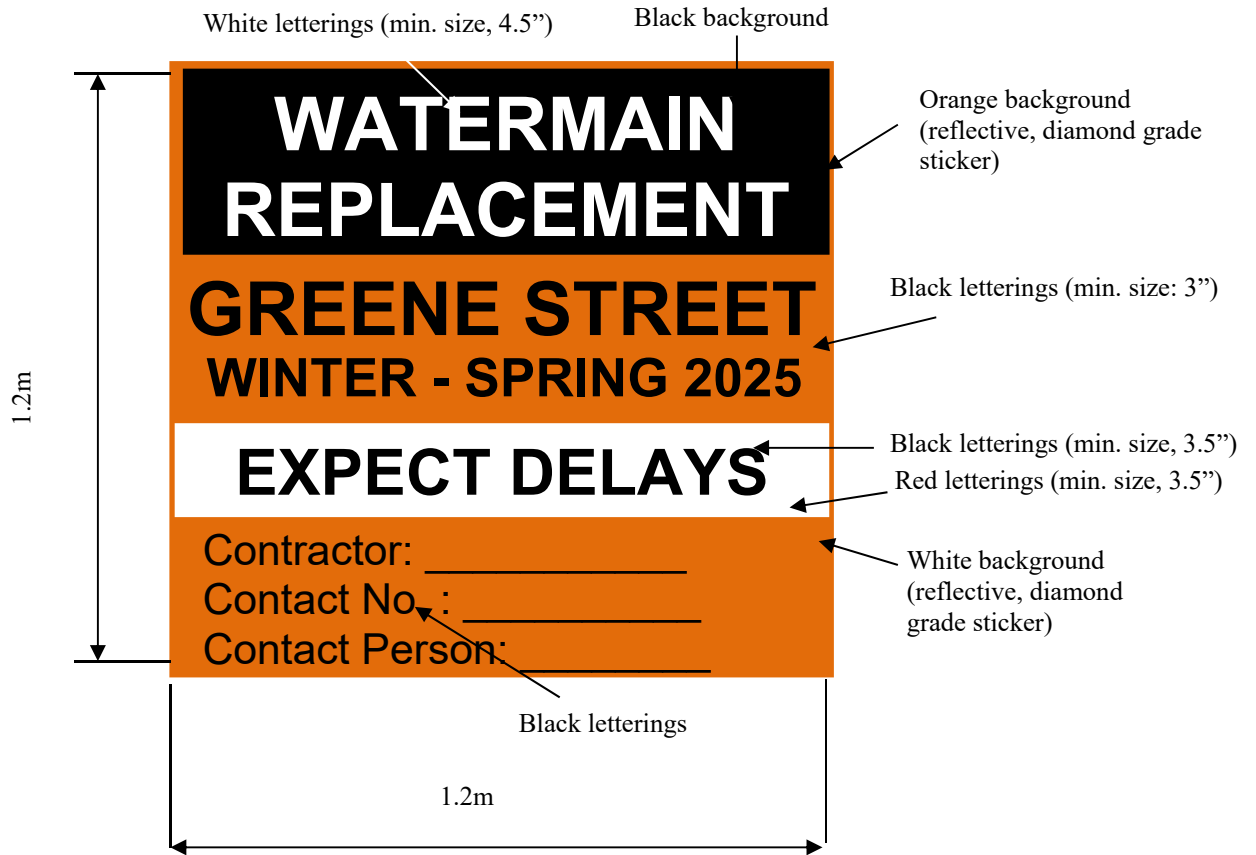 White letterings (min. size, 4.5”)
Black background
WATERMAIN
REPLACEMENT
Orange background
(reflective, diamond grade
sticker)
GREENE STREET
Black letterings (min. size: 3”)
WINTER - SPRING 2025
1.2m
EXPECT DELAYS
Black letterings (min. size, 3.5”)
Red letterings (min. size, 3.5”)
Contractor: ___________
Contact No. : __________
Contact Person: ________
White background
(reflective, diamond
grade sticker)
Black letterings
1.2m